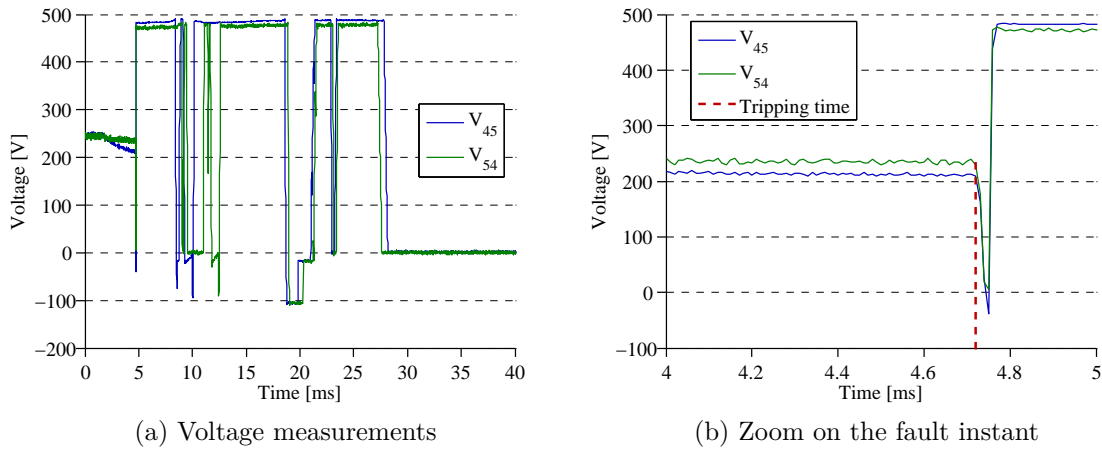 500
400
300
200
100
0
−100
−200
Voltage [V]
0
5
10
15
20
25
30
35
40
Time [ms]
V45
V54
(a) Voltage measurements
500
400
300
200
100
0
−100
Voltage [V]
4
4.2
4.4
4.6
4.8
5
Time [ms]
V45
V54
Tripping time
(b) Zoom on the fault instant